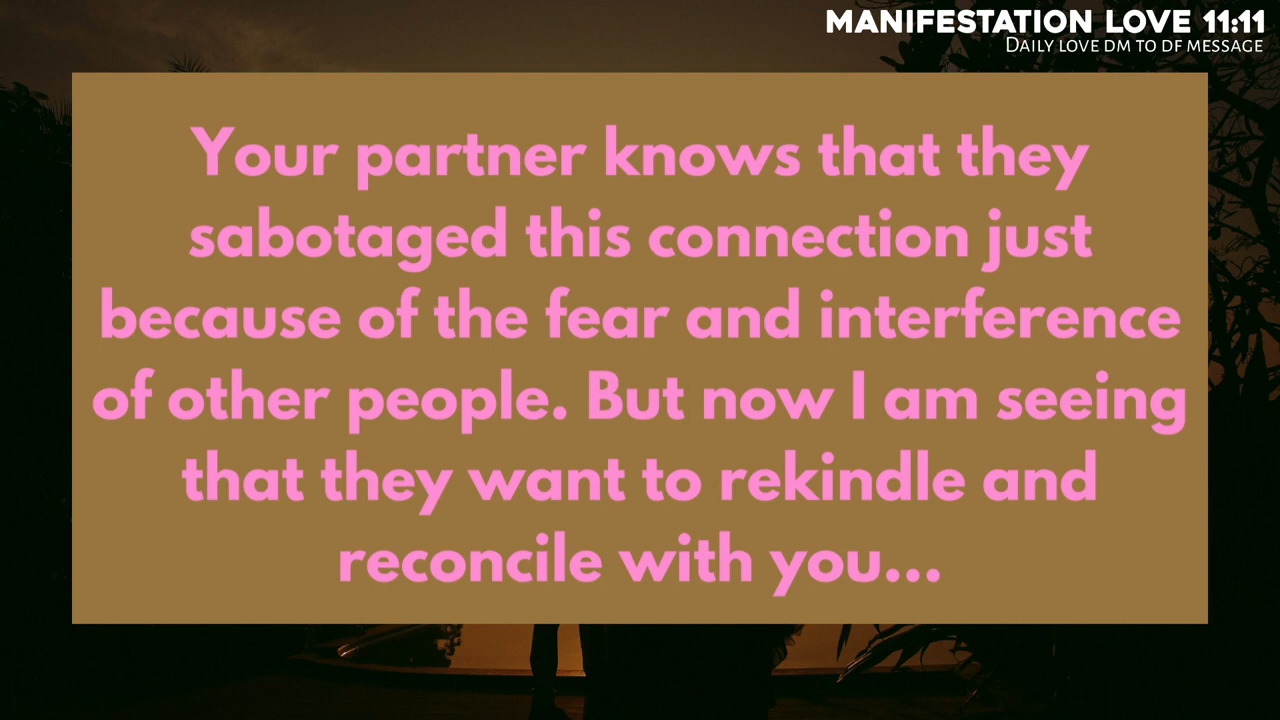 MANIFESTATION LOVE 11:11
DAILY LOVE DM TO DF MESSAGE
Your partner knows that they
sabotaged this connection just
because of the fear and interference
of other people. But now I am seeing
that they want to rekindle and
reconcile with you...